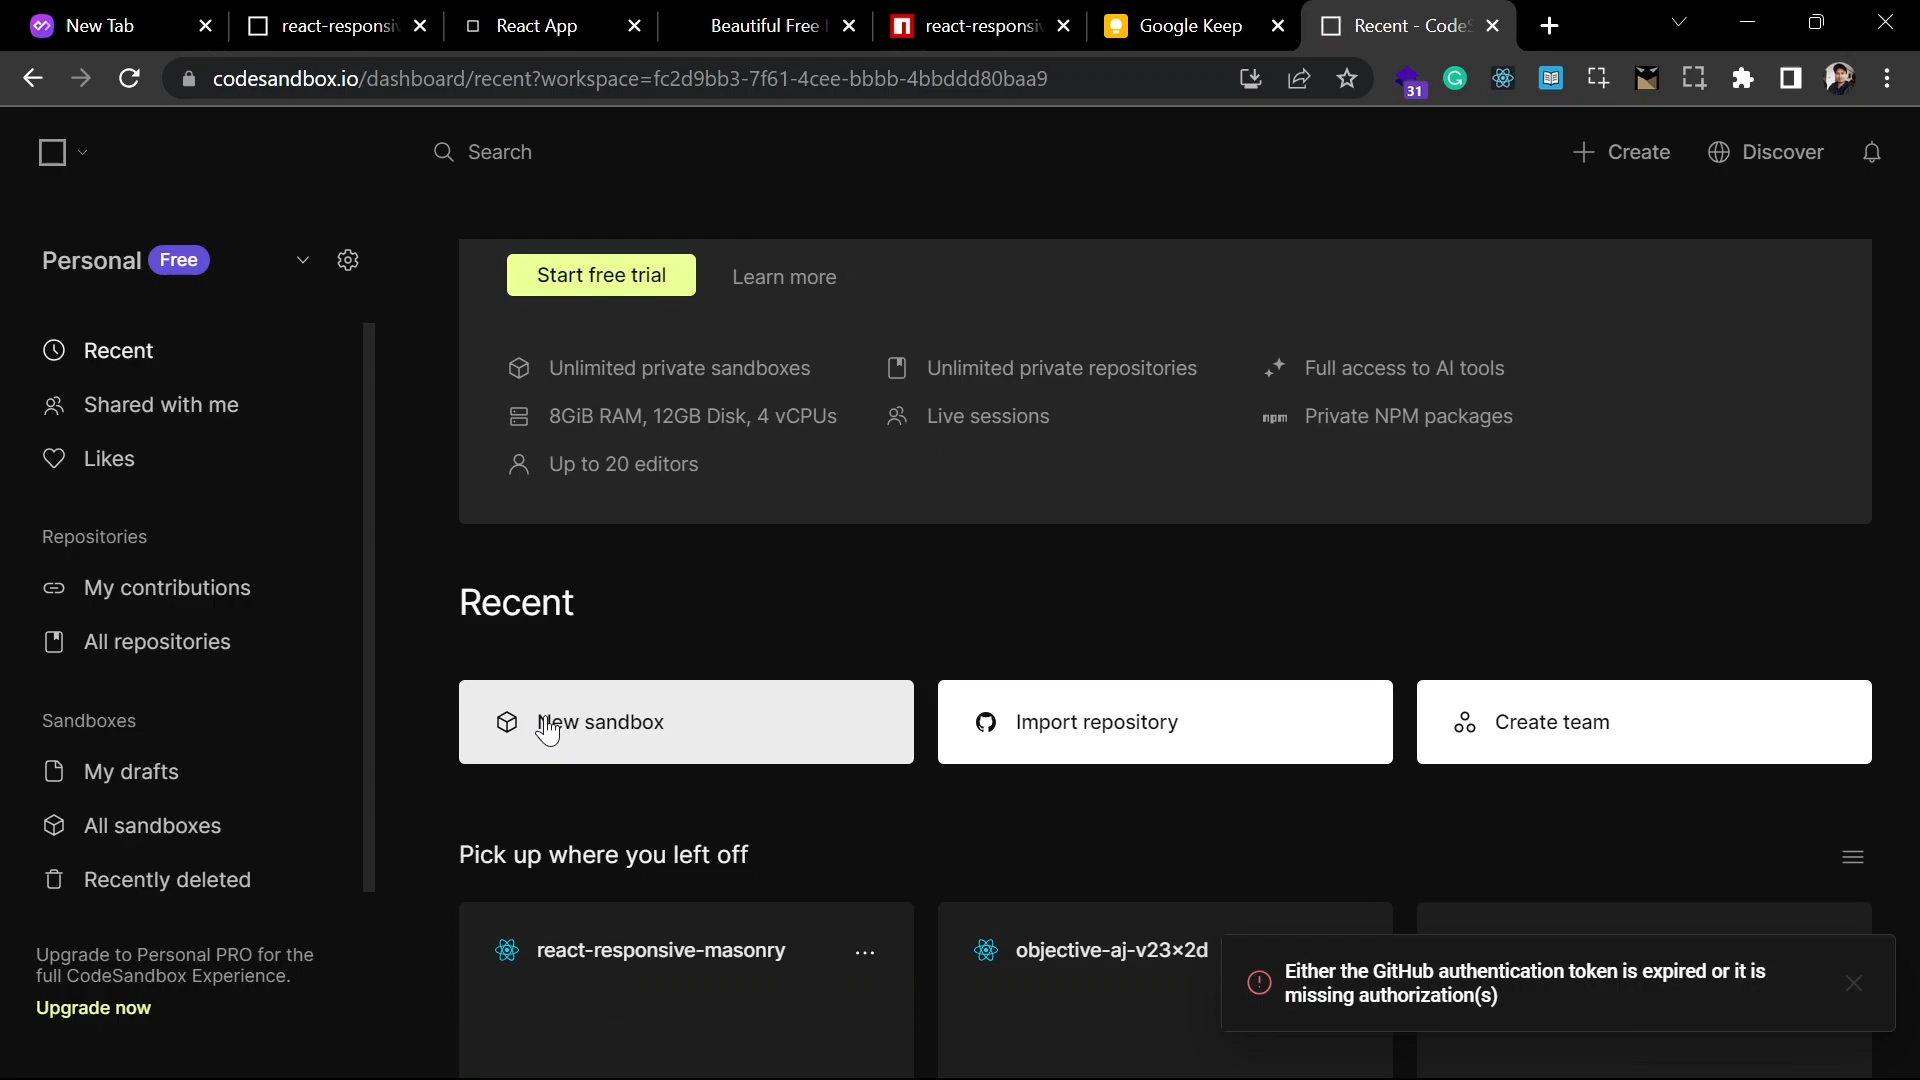 New Tab
react-responsiv
React App
Beautiful Free
react-responsiv
Google Keep
Recent - CodeS
codesandbox.io/dashboard/recent?workspace=fc2d9bb3-7f61-4cee-bbbb-4bbddd80baa9
31
Search
Create
Discover
Personal Free
Start free trial
Learn more
Recent
Shared with me
Likes
Unlimited private sandboxes
Unlimited private repositories
Full access to AI tools
8GiB RAM, 12GB Disk, 4 vCPUs
Live sessions
npm Private NPM packages
Up to 20 editors
Repositories
My contributions
All repositories
Recent
Sandboxes
My drafts
All sandboxes
Recently deleted
New sandbox
Import repository
Create team
Pick up where you left off
react-responsive-masonry
objective-aj-v23x2d
Upgrade to Personal PRO for the
full CodeSandbox Experience.
Upgrade now
Either the GitHub authentication token is expired or it is
missing authorization(s)